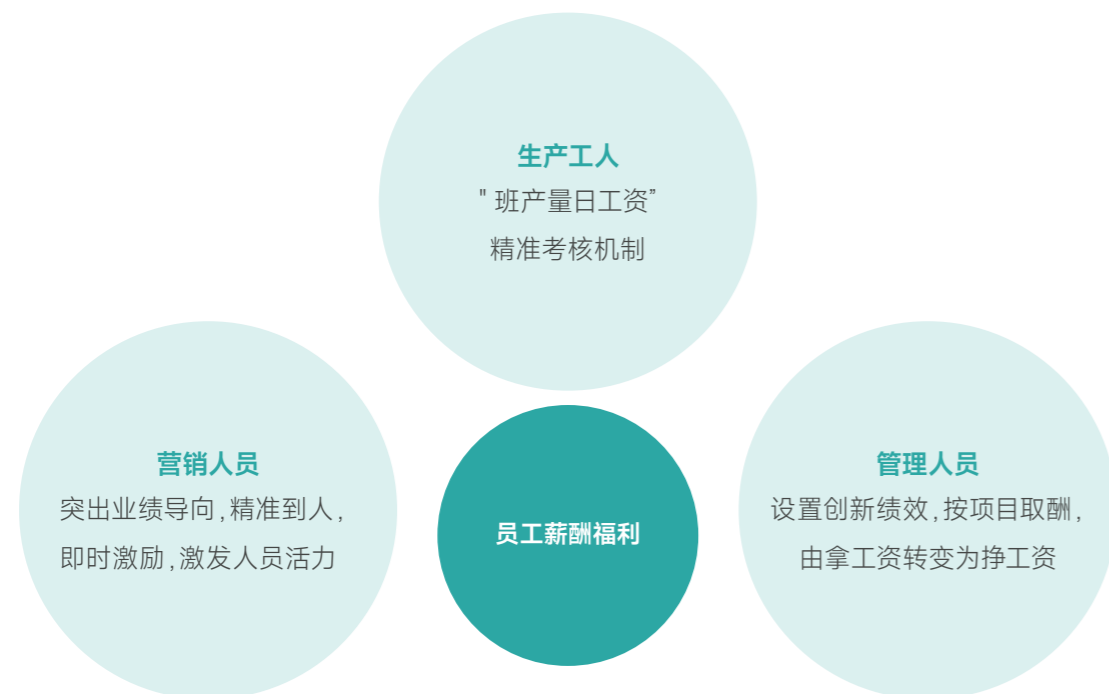 生产工人
" 班产量日工资”
精准考核机制
营销人员
突出业绩导向,精准到人,
即时激励,激发人员活力
员工薪酬福利
管理人员
设置创新绩效,按项目取酬,
由拿工资转变为挣工资